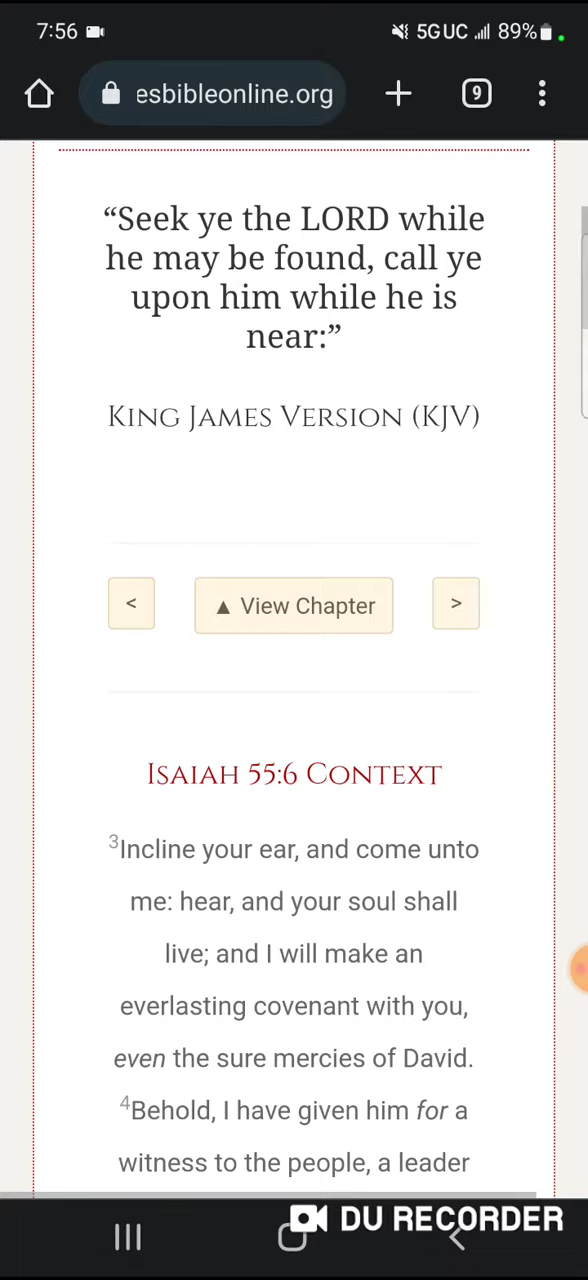 7:56 5G UC 89%
esbibleonline.org + 9
“Seek ye the LORD while
he may be found, call ye
upon him while he is
near:”
KING JAMES VERSION (KJV)
< ▲ View Chapter >
ISAIAH 55:6 CONTEXT
3Incline your ear, and come unto
me: hear, and your soul shall
live; and I will make an
everlasting covenant with you,
even the sure mercies of David.
4Behold, I have given him for a
witness to the people, a leader
DU RECORDER